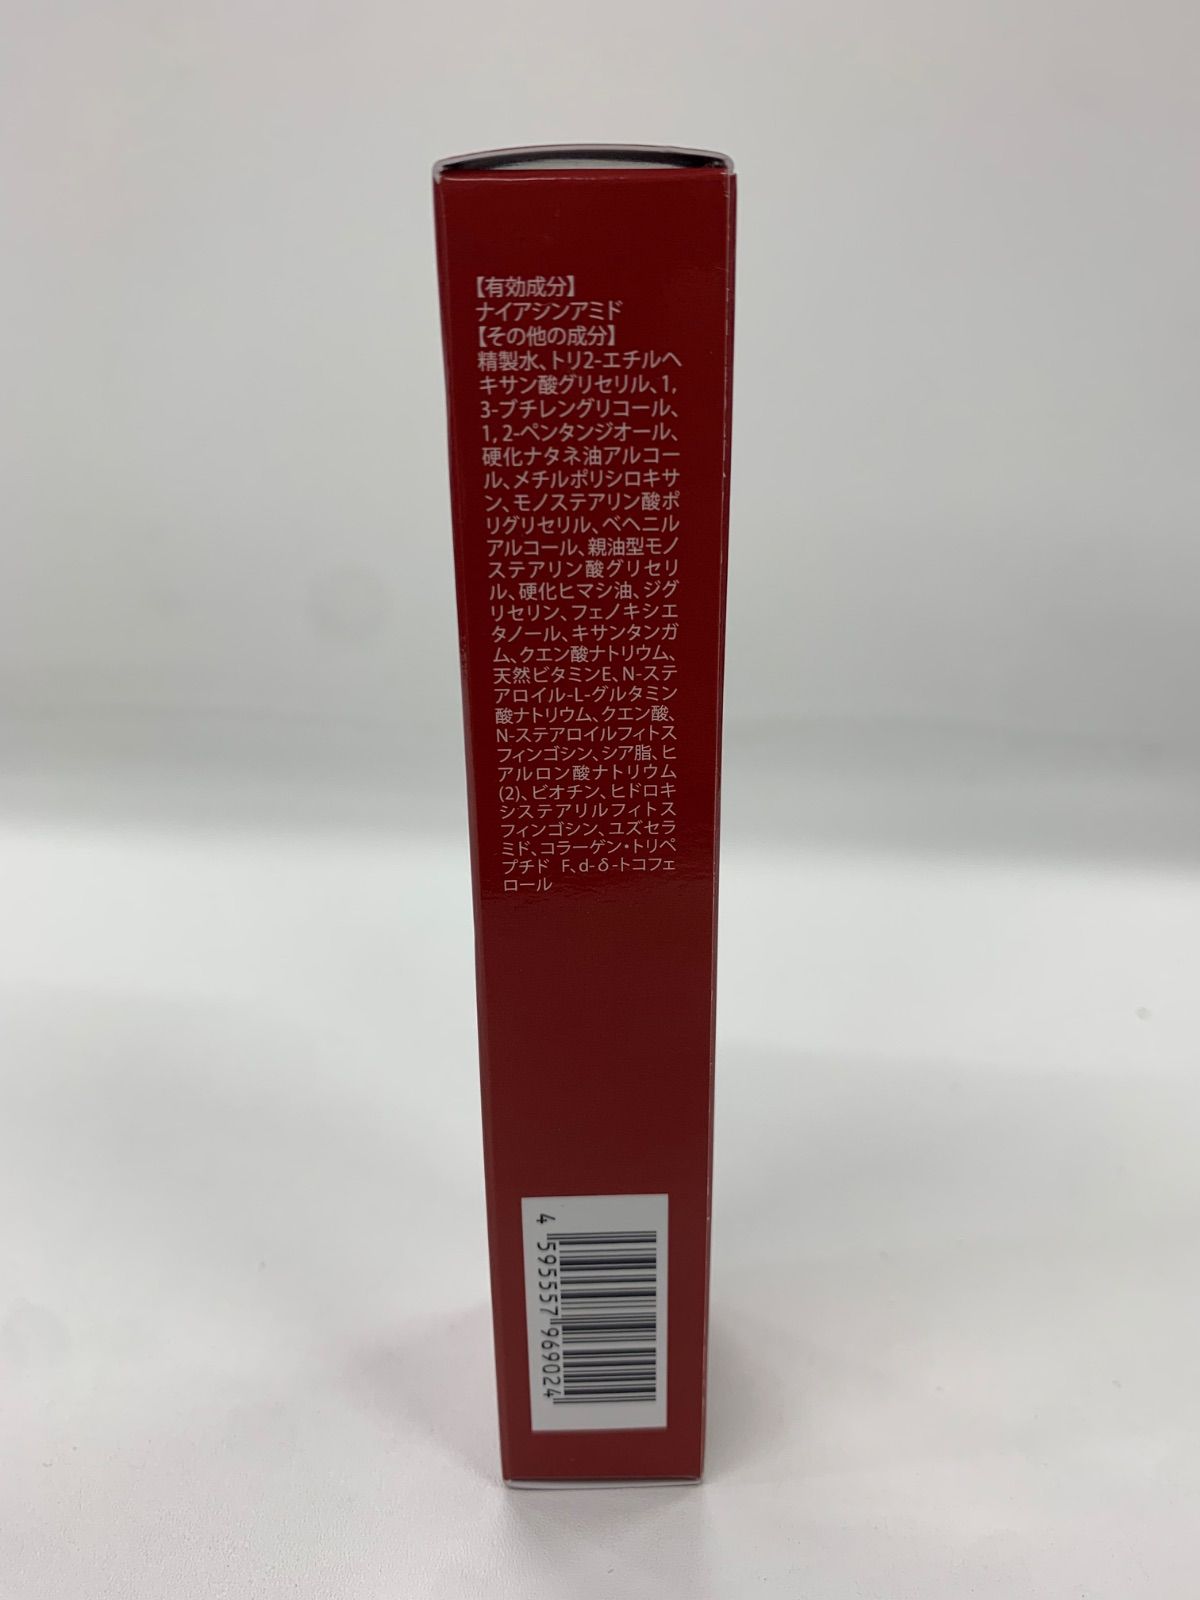 【有効成分】
ナイアシンアミド
【その他の成分】
精製水、トリ2-エチルヘ
キサン酸グリセリル、1,
3-ブチレングリコール、
1, 2-ペンタンジオール、
硬化ナタネ油アルコー
ル、メチルポリシロキサ
ン、モノステアリン酸ポ
リグリセリル、ベヘニル
アルコール、親油型モノ
ステアリン酸グリセリ
ル、硬化ヒマシ油、ジグ
リセリン、フェノキシエ
タノール、キサンタンガ
ム、クエン酸ナトリウム、
天然ビタミンE、N-ステ
アロイル-L-グルタミン
酸ナトリウム、クエン酸、
N-ステアロイルフィトス
フィンゴシン、シア脂、ヒ
アルロン酸ナトリウム
(2)、ビオチン、ヒドロキ
システアリルフィトス
フィンゴシン、ユズセラ
ミド、コラーゲン・トリペ
プチド F、d-δ-トコフェ
ロール
4 595557 969024